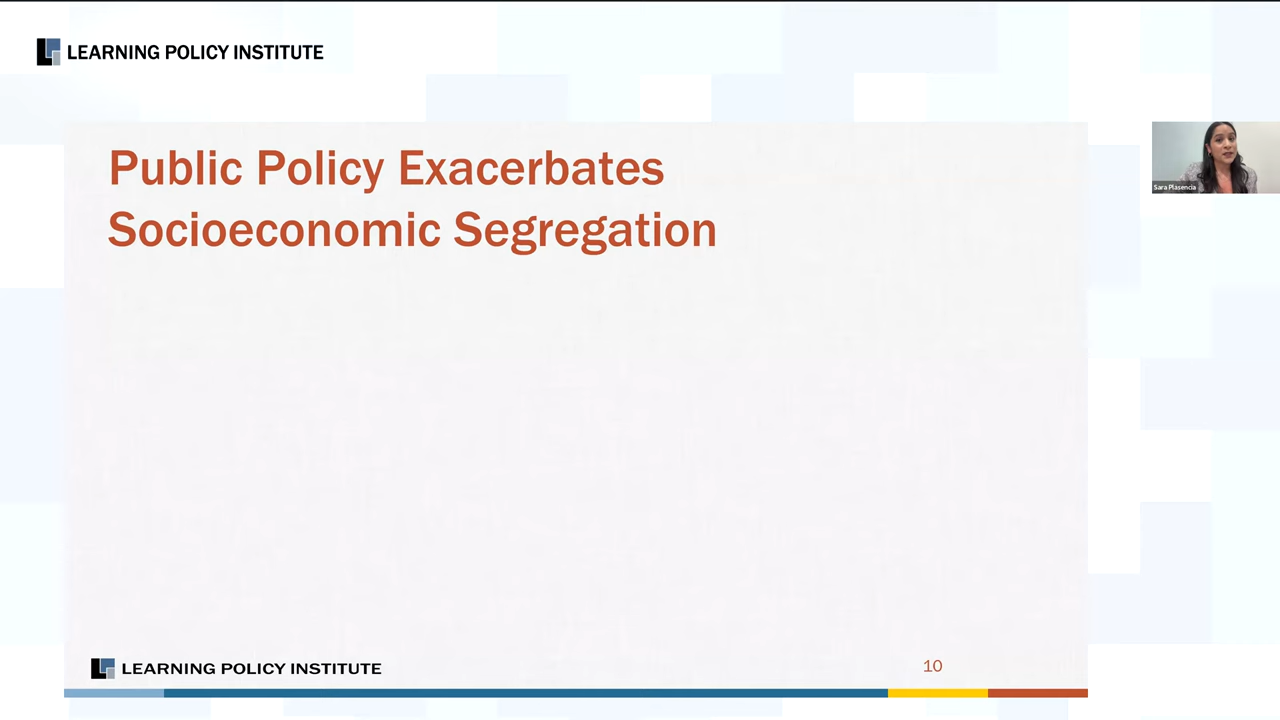 LEARNING POLICY INSTITUTE
Public Policy Exacerbates
Socioeconomic Segregation
Sara Plasencia
LEARNING POLICY INSTITUTE
10